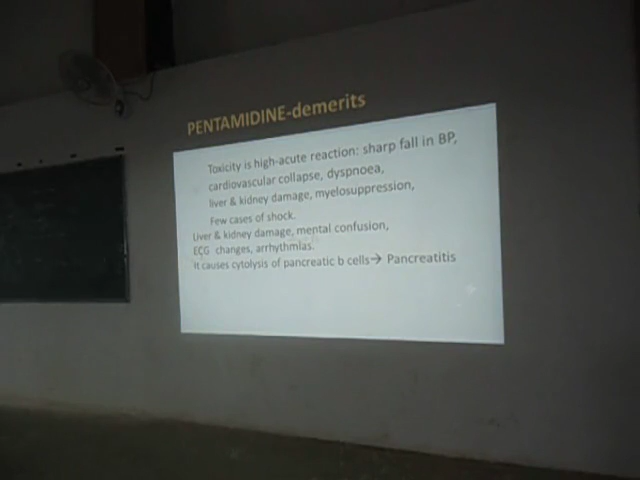 PENTAMIDINE-demerits
Toxicity is high-acute reaction: sharp fall in BP,
cardiovascular collapse, dyspnoea,
liver & kidney damage, myelosuppression,
Few cases of shock.
Liver & kidney damage, mental confusion,
ECG changes, arrhythmias.
It causes cytolysis of pancreatic b cells→ Pancreatitis